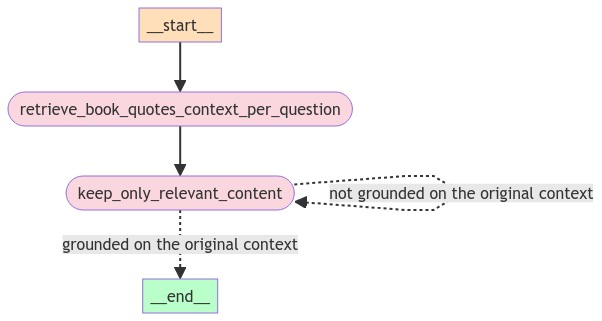 __start__
retrieve_book_quotes_context_per_question
keep_only_relevant_content
not grounded on the original context
grounded on the original context
__end__